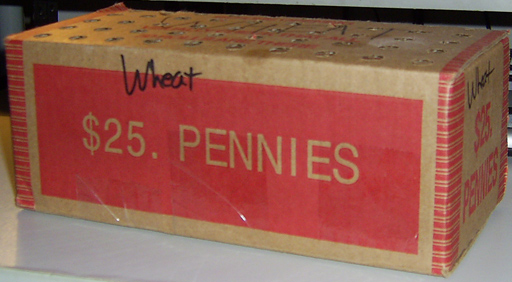 Wheat
$25. PENNIES
Wheat
$25.
PENNIES